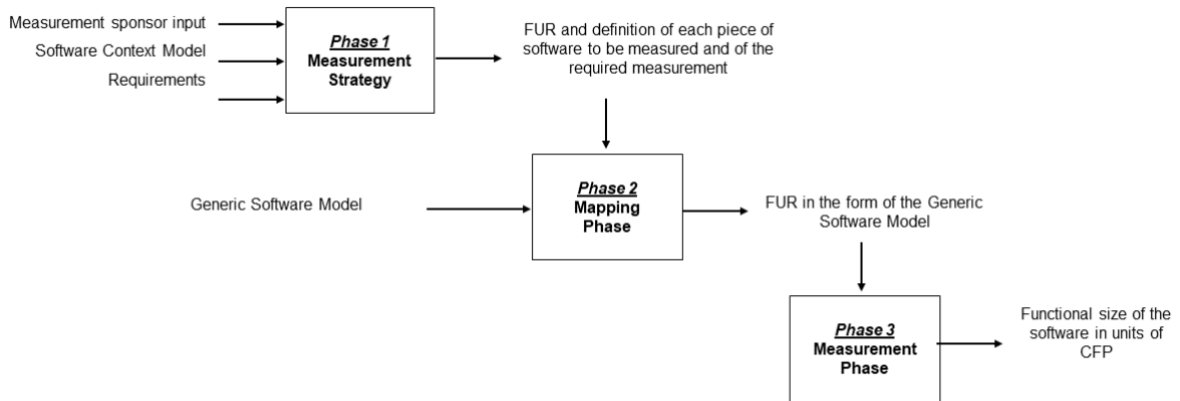 Measurement sponsor input
Software Context Model
Requirements
Phase 1
Measurement
Strategy
FUR and definition of each piece of
software to be measured and of the
required measurement
Generic Software Model
Phase 2
Mapping
Phase
FUR in the form of the Generic
Software Model
Phase 3
Measurement
Phase
Functional size of the
software in units of
CFP